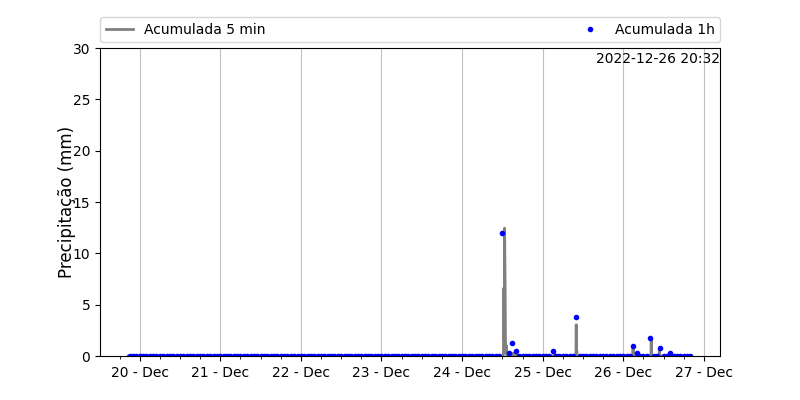 Acumulada 5 min
Acumulada 1h
2022-12-26 20:32
Precipitação (mm)
30
25
20
15
10
5
0
20 - Dec
21 - Dec
22 - Dec
23 - Dec
24 - Dec
25 - Dec
26 - Dec
27 - Dec